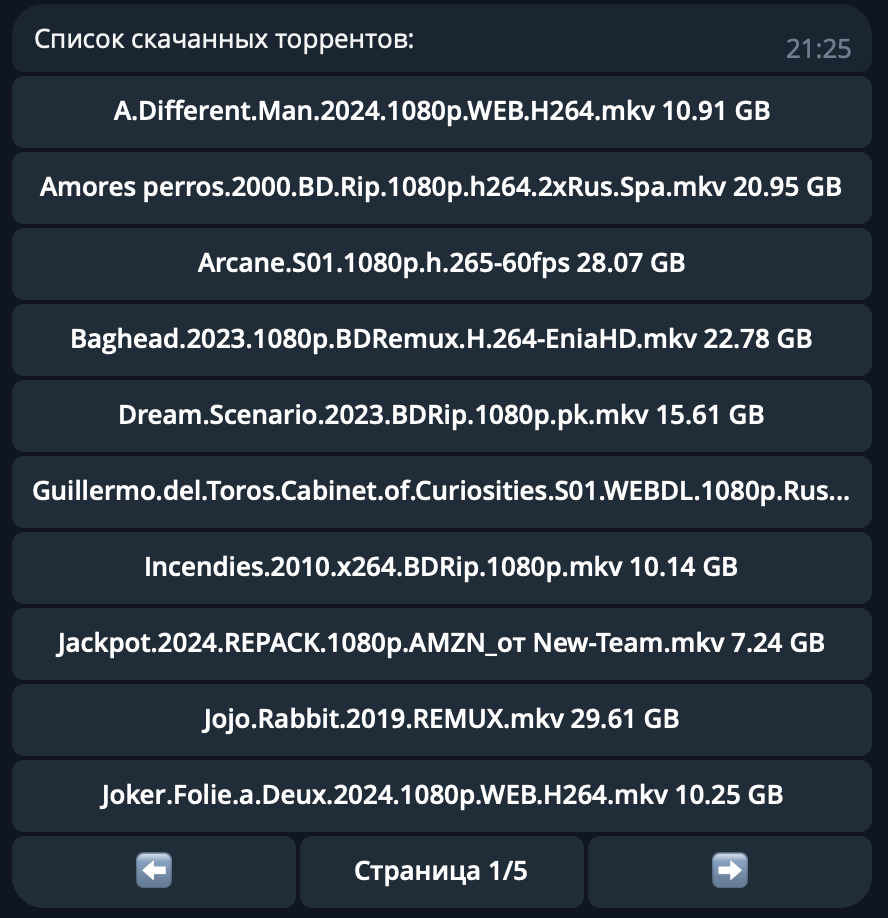 Список скачанных торрентов:
21:25
A.Different.Man.2024.1080p.WEB.H264.mkv 10.91 GB
Amores perros.2000.BD.Rip.1080p.h264.2xRus.Spa.mkv 20.95 GB
Arcane.S01.1080p.h.265-60fps 28.07 GB
Baghead.2023.1080p.BDRemux.H.264-EniaHD.mkv 22.78 GB
Dream.Scenario.2023.BDRip.1080p.pk.mkv 15.61 GB
Guillermo.del.Toros.Cabinet.of.Curiosities.S01.WEBDL.1080p.Rus...
Incendies.2010.x264.BDRip.1080p.mkv 10.14 GB
Jackpot.2024.REPACK.1080p.AMZN_от New-Team.mkv 7.24 GB
Jojo.Rabbit.2019.REMUX.mkv 29.61 GB
Joker.Folie.a.Deux.2024.1080p.WEB.H264.mkv 10.25 GB
Страница 1/5